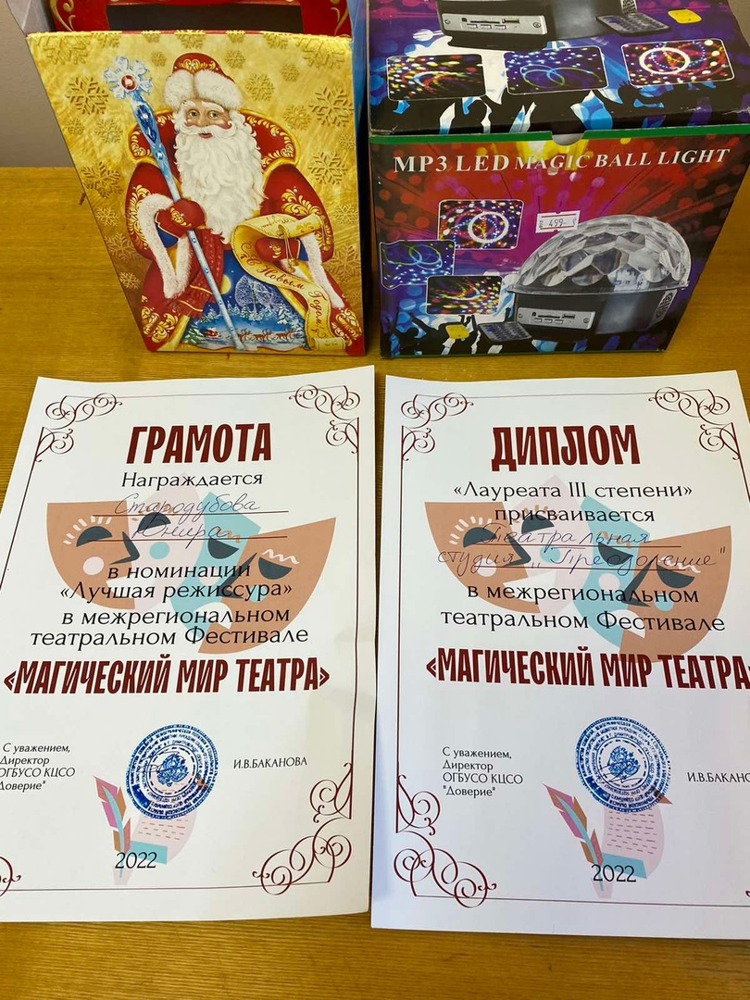 С Новым Годом,
MP3 LED MAGIC BALL LIGHT
499
ГРАМОТА
Награждается
Стародубова
в номинации
«Лучшая режиссура»
в межрегиональном
театральном Фестивале
«МАГИЧЕСКИЙ МИР ТЕАТРА»
С уважением,
Директор
ОГБУСО КЦСО
"Доверие"
И.В.БАКАНОВА
2022
ДИПЛОМ
«Лауреата III степени»
присваивается
Театральная
студия ,,Преодоление"
в межрегиональном
театральном Фестивале
«МАГИЧЕСКИЙ МИР ТЕАТРА
С уважением,
Директор
ОГБУСО КЦСО
"Доверие"
И.В.БАКАНО
2022